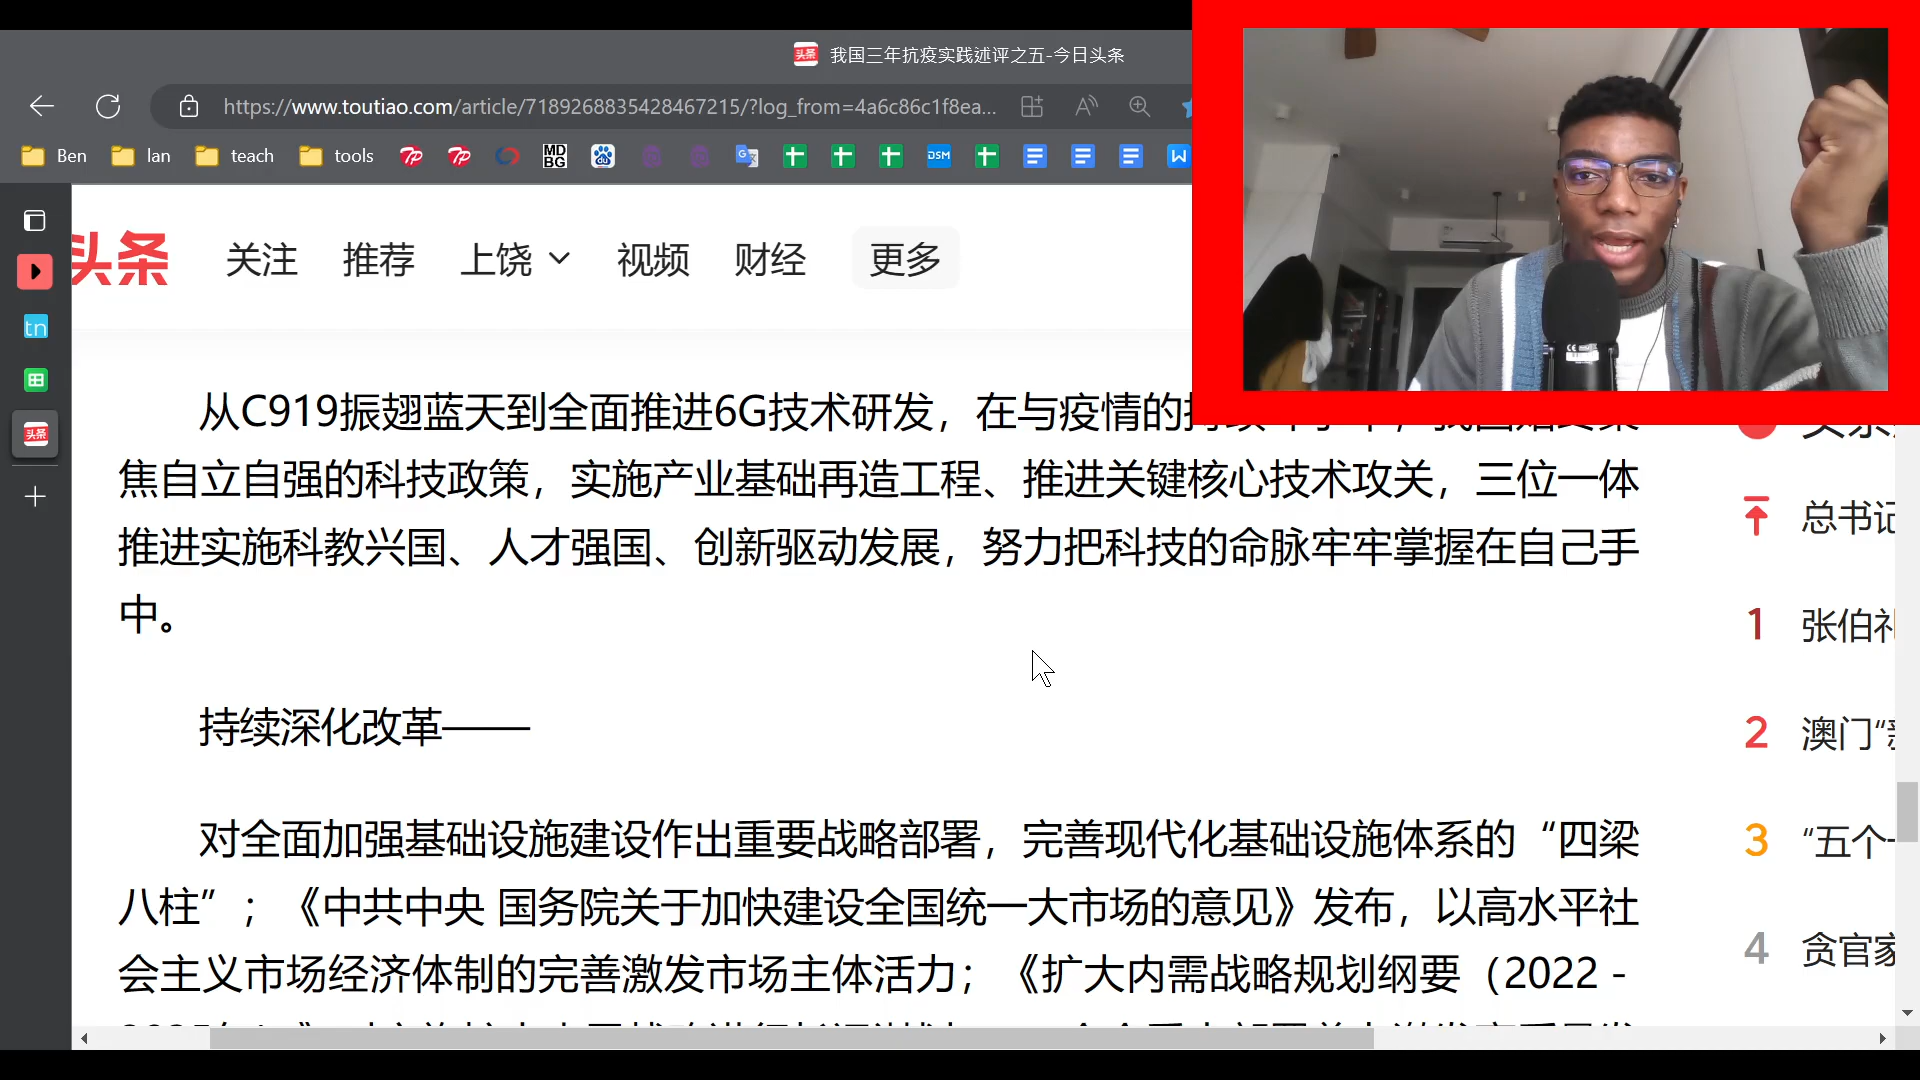 我国三年抗疫实践述评之五-今日头条
https://www.toutiao.com/article/7189268835428467215/?log_from=4a6c86c1f8ea...
Ben lan teach tools MD BG du DSM W
头条 关注 推荐 上饶 视频 财经 更多
tn
头条
从C919振翅蓝天到全面推进6G技术研发，在与疫情的
焦自立自强的科技政策，实施产业基础再造工程、推进关键核心技术攻关，三位一体
推进实施科教兴国、人才强国、创新驱动发展，努力把科技的命脉牢牢掌握在自己手
中。
持续深化改革——
对全面加强基础设施建设作出重要战略部署，完善现代化基础设施体系的“四梁
八柱”；《中共中央 国务院关于加快建设全国统一大市场的意见》发布，以高水平社
会主义市场经济体制的完善激发市场主体活力；《扩大内需战略规划纲要（2022－
总书记
1 张伯礼
2 澳门“
3 “五个一
4 贪官家